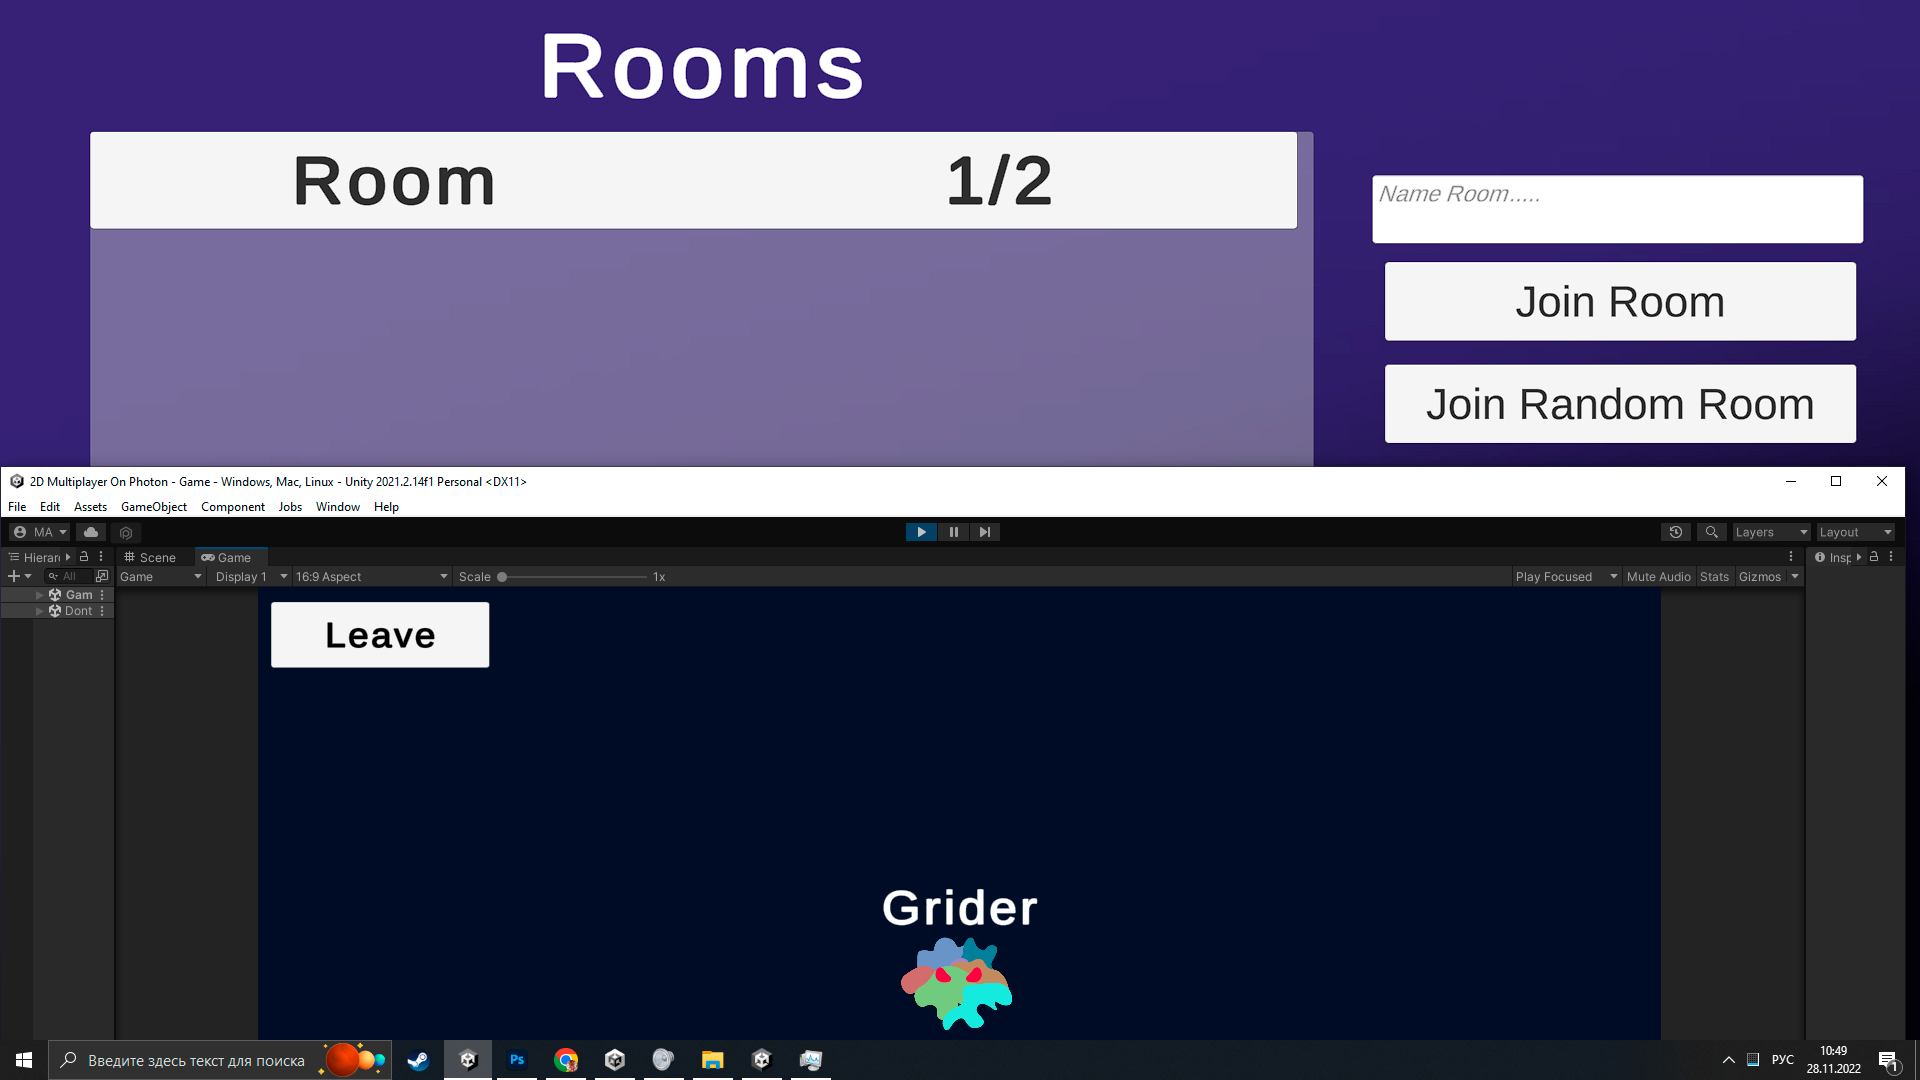 Rooms
Room 1/2
Name Room.....
Join Room
Join Random Room
2D Multiplayer On Photon - Game - Windows, Mac, Linux - Unity 2021.2.14f1 Personal <DX11>
File Edit Assets GameObject Component Jobs Window Help
MA Layers Layout
Hierar Scene Game Insp
All Game Display 1 16:9 Aspect Scale 1x Play Focused Mute Audio Stats Gizmos
Gam
Dont
Leave
Grider
Введите здесь текст для поиска
Ps
РУС
10:49
28.11.2022
1